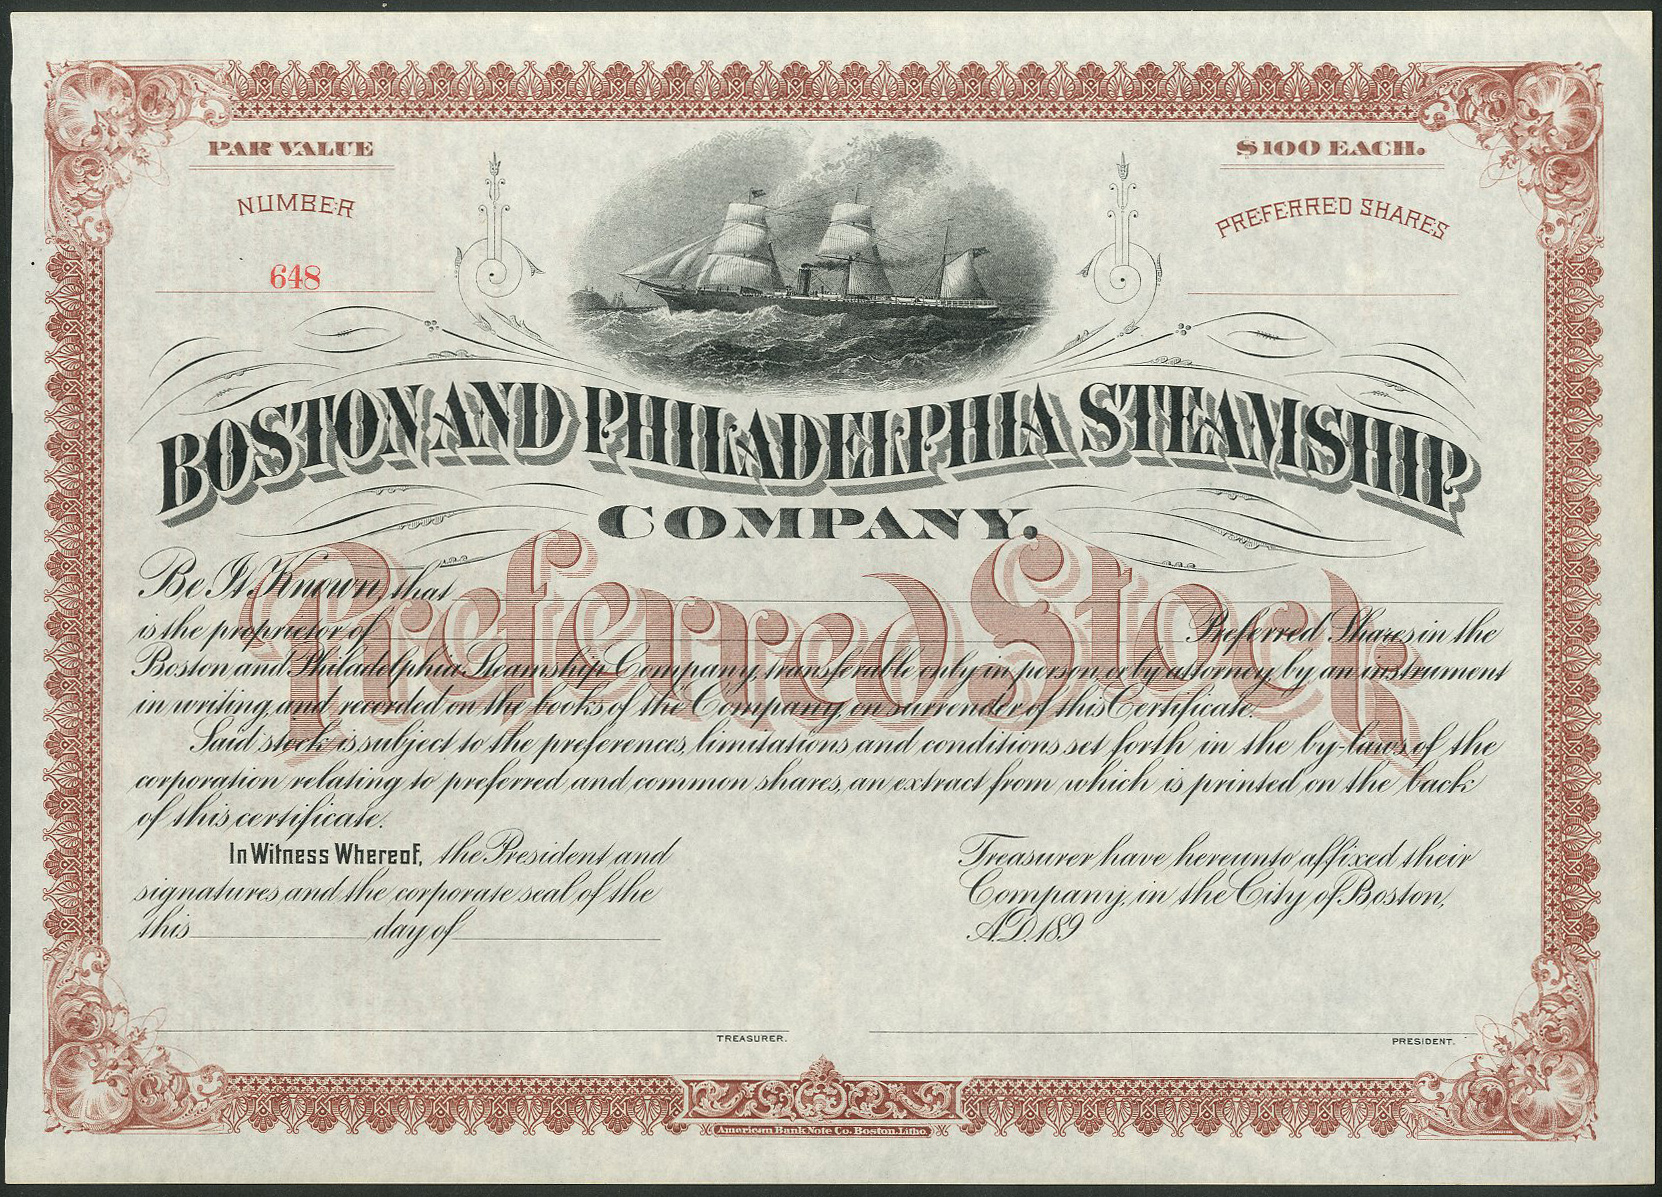 PAR VALUE
$100 EACH.
NUMBER
PREFERRED SHARES
648
BOSTON AND PHILADELPHIA STEAMSHIP
COMPANY.
Preferred Stock
Be It Known, that
is the proprietor of Preferred Shares in the
Boston and Philadelphia Steamship Company, transferable only in person, or by attorney, by an instrument
in writing, and recorded on the books of the Company, on surrender of this Certificate.
Said stock is subject to the preferences, limitations and conditions set forth in the by-laws of the
corporation relating to preferred and common shares, an extract from which is printed on the back
of this certificate.
In Witness Whereof, the President and Treasurer have hereunto affixed their
signatures and the corporate seal of the Company, in the City of Boston,
this day of A.D. 189
TREASURER.
PRESIDENT.
American Bank Note Co. Boston. Litho.